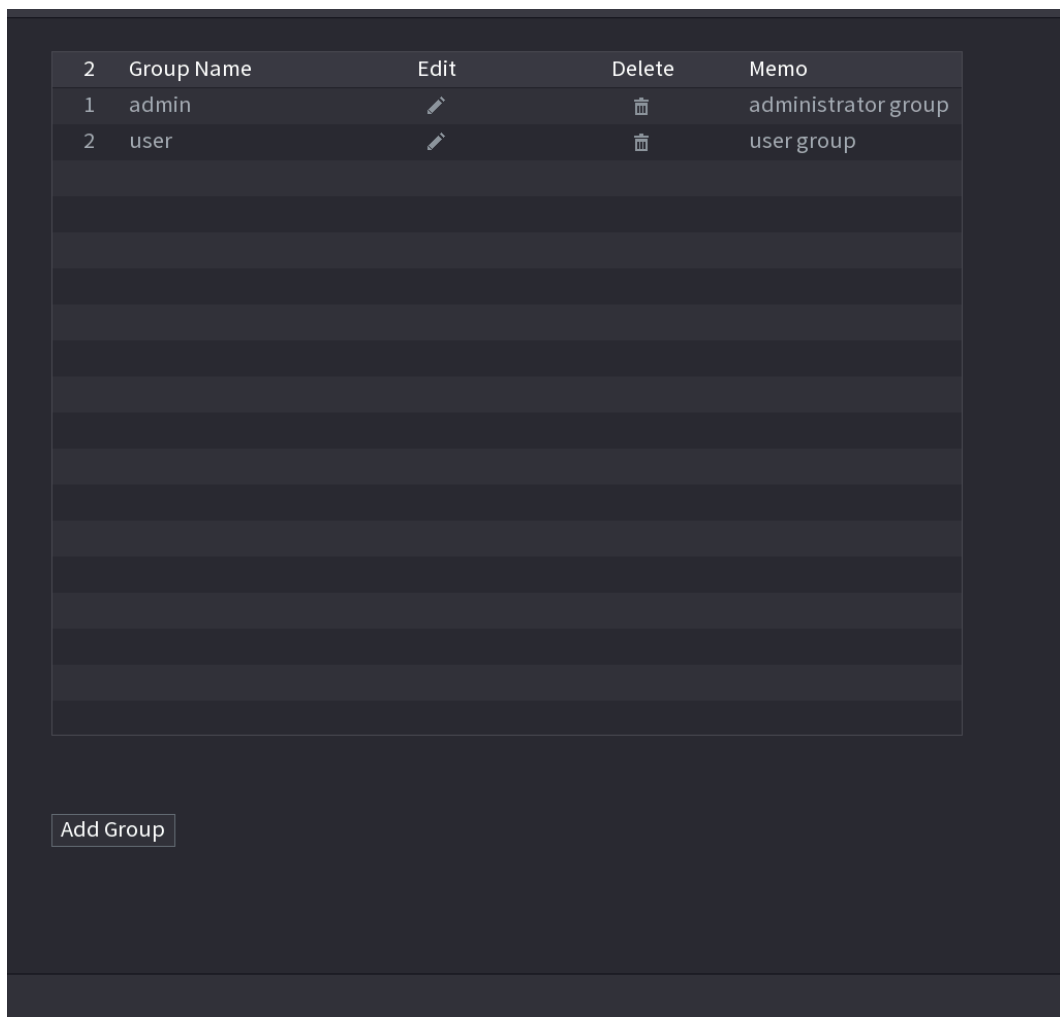 2 Group Name Edit Delete Memo
1 admin administrator group
2 user user group
Add Group